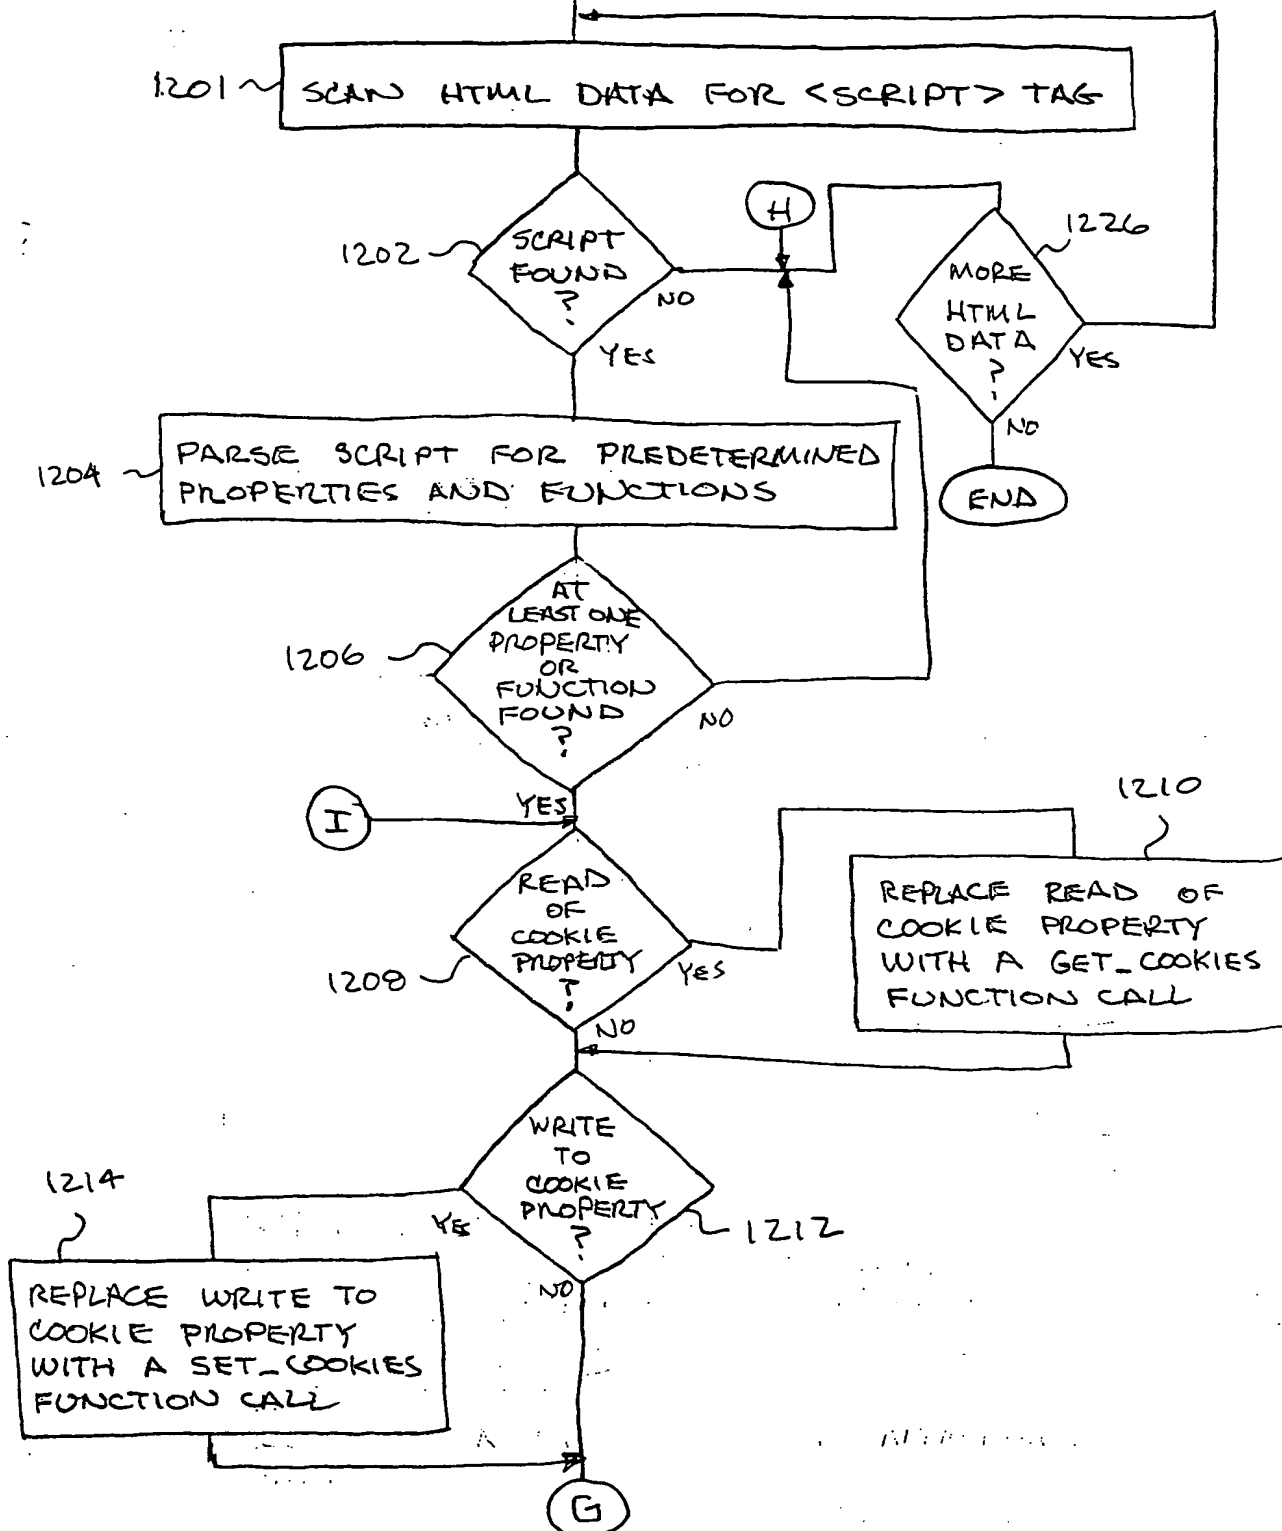 1201
SCAN HTML DATA FOR <SCRIPT> TAG
1202
SCRIPT
FOUND
?
NO
YES
H
1226
MORE
HTML
DATA
?
YES
NO
END
1204
PARSE SCRIPT FOR PREDETERMINED
PROPERTIES AND FUNCTIONS
1206
AT
LEAST ONE
PROPERTY
OR
FUNCTION
FOUND
?
NO
YES
I
1208
READ
OF
COOKIE
PROPERTY
?
YES
NO
1210
REPLACE READ OF
COOKIE PROPERTY
WITH A GET_COOKIES
FUNCTION CALL
1212
WRITE
TO
COOKIE
PROPERTY
?
YES
NO
1214
REPLACE WRITE TO
COOKIE PROPERTY
WITH A SET_COOKIES
FUNCTION CALL
G